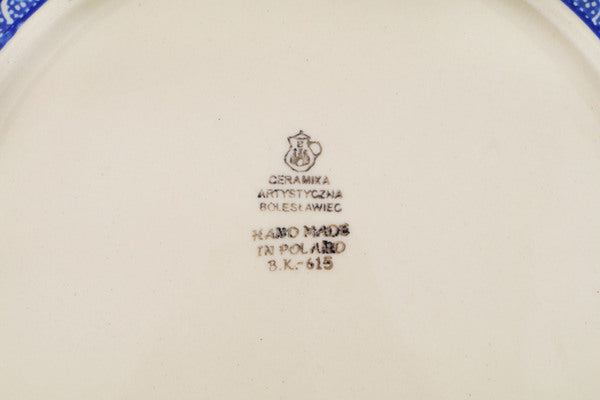 CERAMIKA
ARTYSTYCZNA
BOLESŁAWIEC
HAND MADE
IN POLAND
B.K.-615